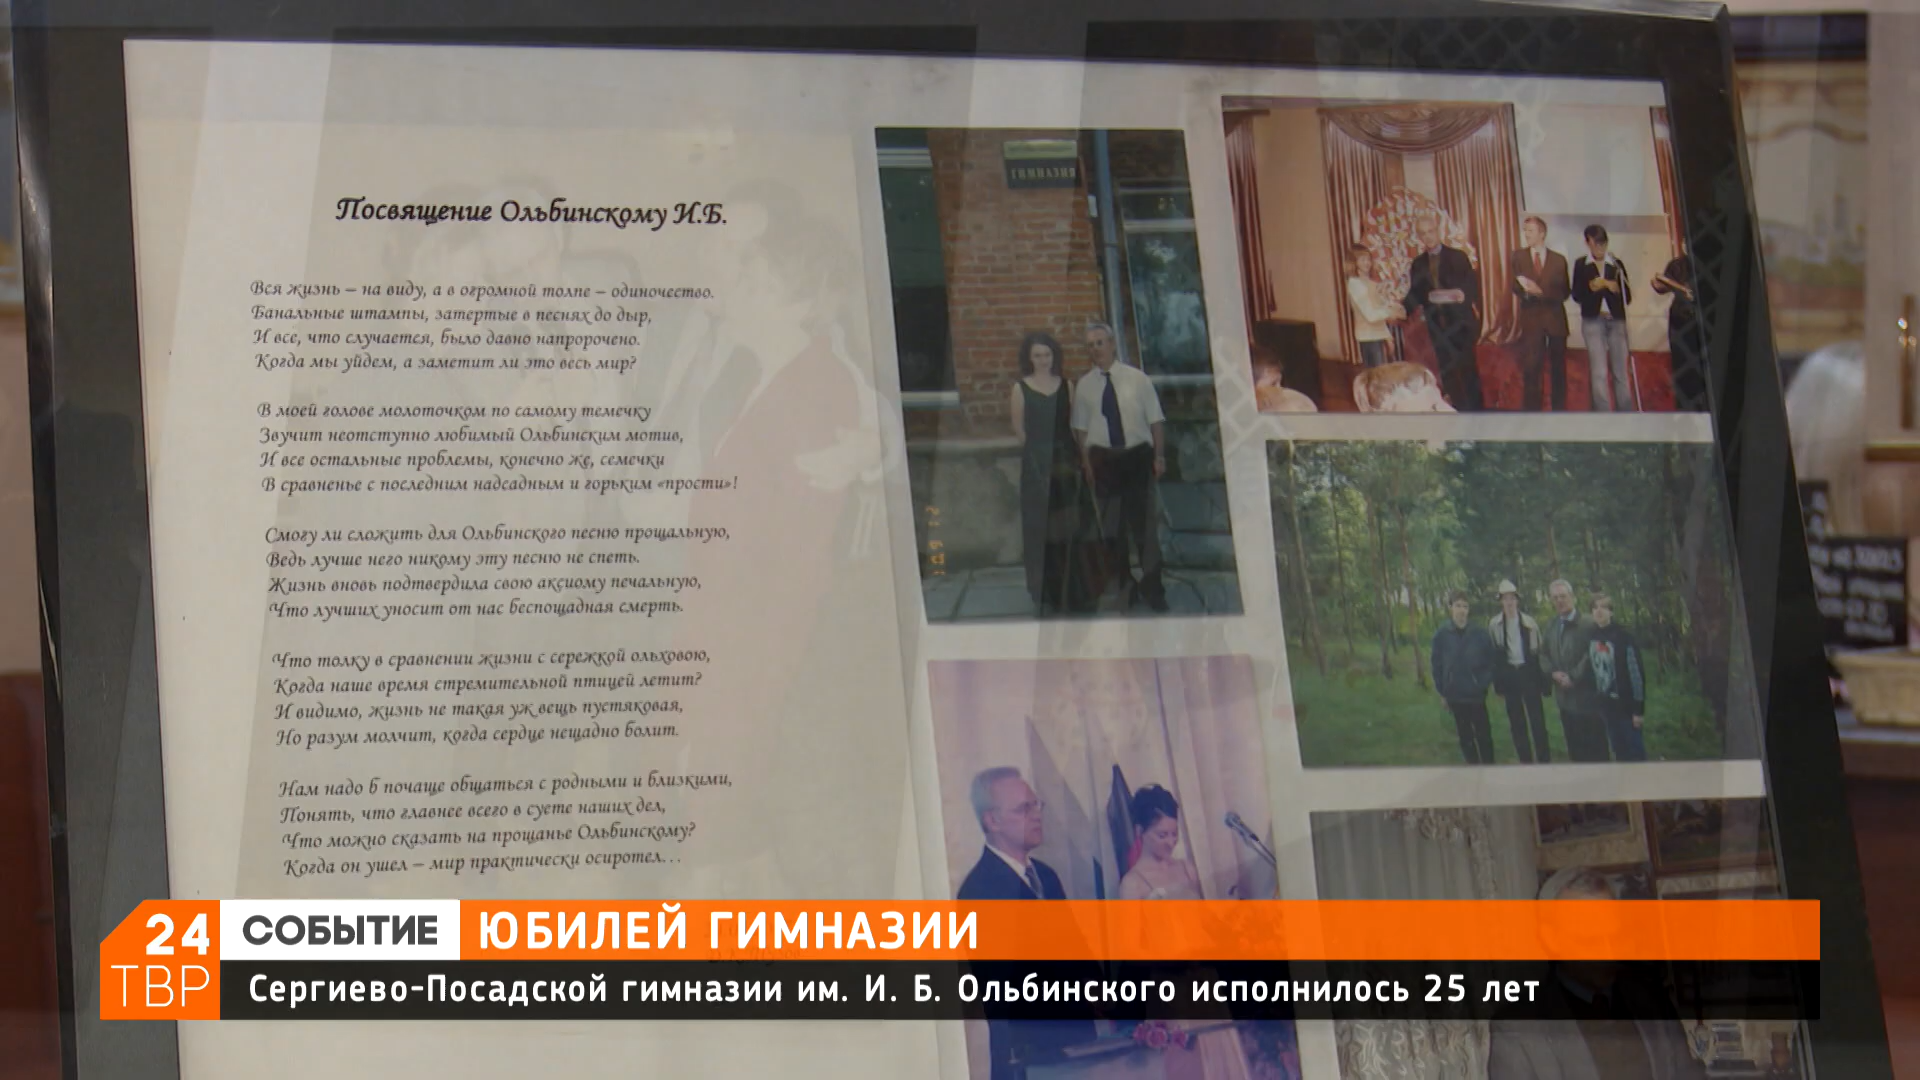 Посвящение Ольбинскому И.Б.
Вся жизнь – на виду, а в огромной толпе – одиночество.
Банальные штампы, затертые в песнях до дыр,
И все, что случается, было давно напророчено.
Когда мы уйдем, а заметит ли это весь мир?
В моей голове молоточком по самому темечку
Звучит неотступно любимый Ольбинским мотив,
И все остальные проблемы, конечно же, семечки
В сравненье с последним надсадным и горьким «прости»!
Смогу ли сложить для Ольбинского песню прощальную,
Ведь лучше него никому эту песню не спеть.
Жизнь вновь подтвердила свою аксиому печальную,
Что лучших уносит от нас беспощадная смерть.
Что толку в сравнении жизни с сережкой ольховою,
Когда наше время стремительной птицей летит?
И видимо, жизнь не такая уж вещь пустяковая,
Но разум молчит, когда сердце нещадно болит.
Нам надо б почаще общаться с родными и близкими,
Понять, что главнее всего в суете наших дел,
Что можно сказать на прощанье Ольбинскому?
Когда он ушел – мир практически осиротел…
ГИМНАЗИЯ
24
ТВР
СОБЫТИЕ
ЮБИЛЕЙ ГИМНАЗИИ
Сергиево-Посадской гимназии им. И. Б. Ольбинского исполнилось 25 лет